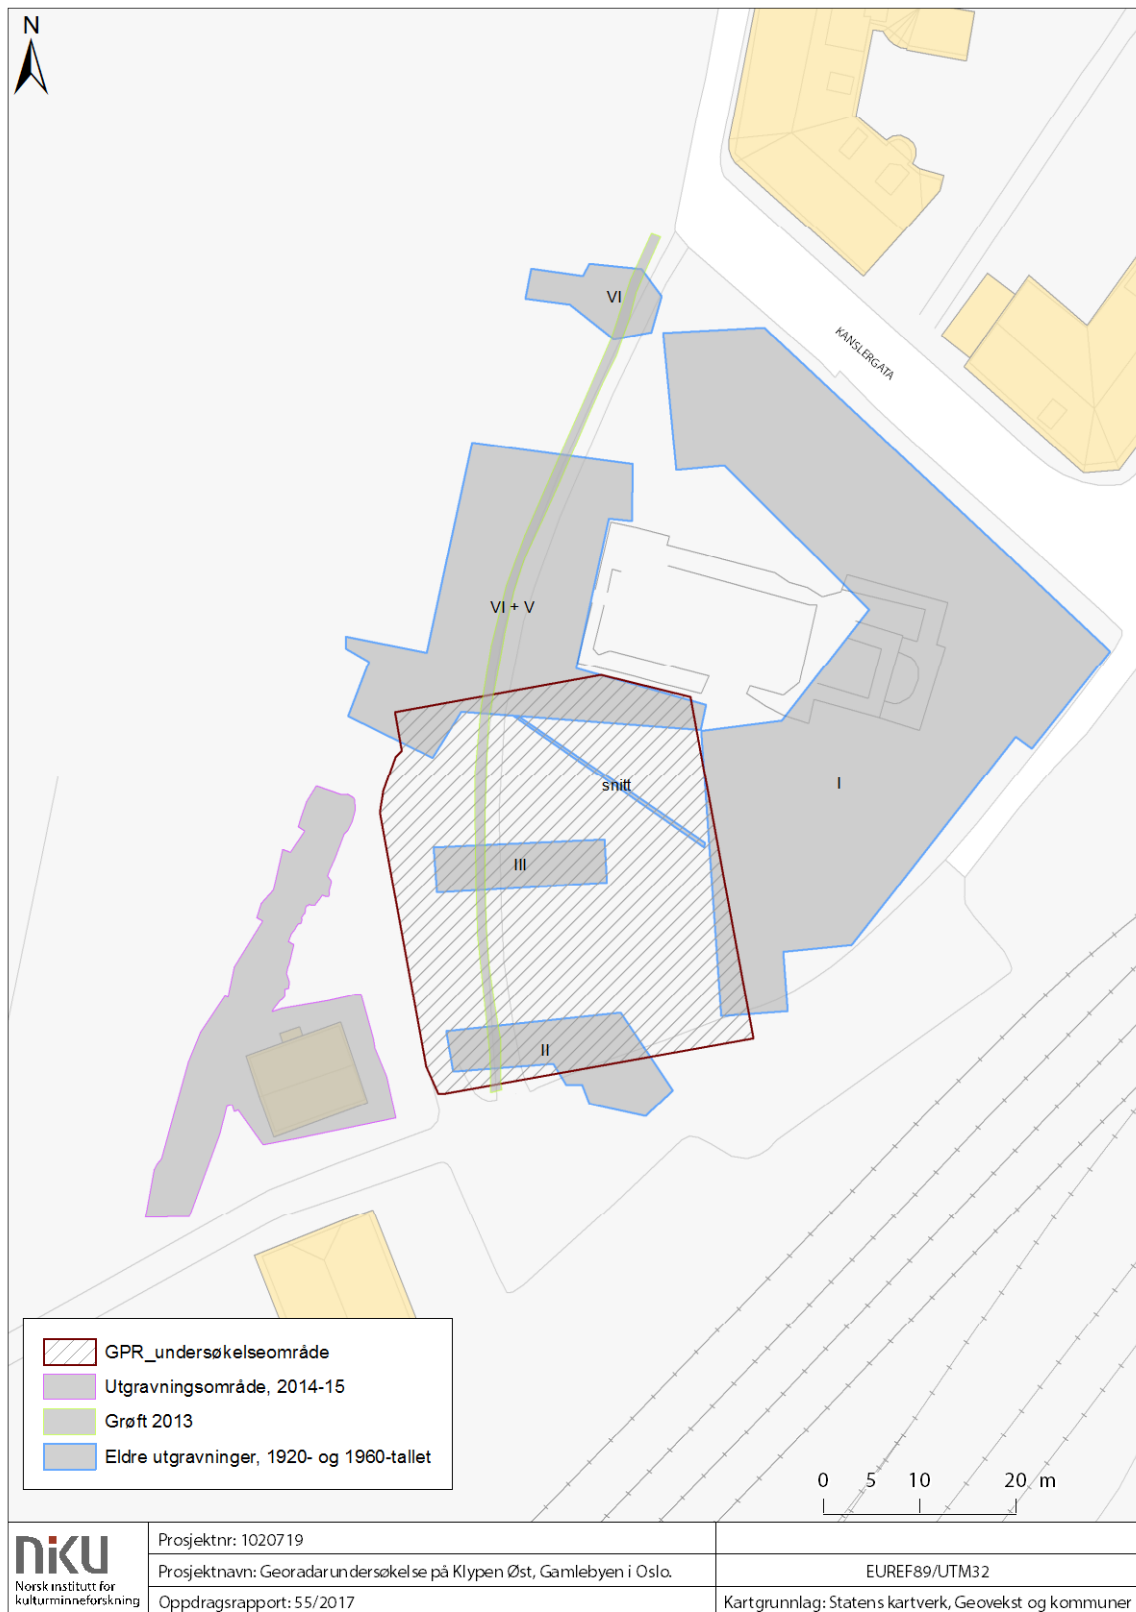 N
VI
KANSLERGATA
VI + V
snitt
I
III
II
GPR_undersøkelseområde
Utgravningsområde, 2014-15
Grøft 2013
Eldre utgravninger, 1920- og 1960-tallet
0 5 10 20 m
niku
Norsk institutt for
kulturminneforskning
Prosjektnr: 1020719
Prosjektnavn: Georadarundersøkelse på Klypen Øst, Gamlebyen i Oslo.
EUREF89/UTM32
Oppdragsrapport: 55/2017
Kartgrunnlag: Statens kartverk, Geovekst og kommuner